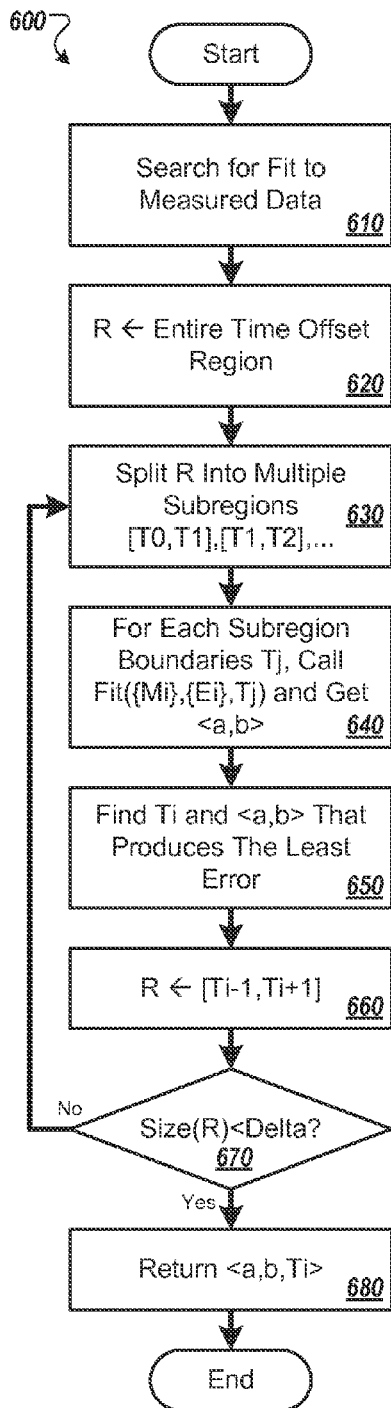 600
Start
Search for Fit to
Measured Data
610
R ← Entire Time Offset
Region
620
Split R Into Multiple
Subregions
630
[T0,T1],[T1,T2],...
For Each Subregion
Boundaries Tj, Call
Fit({Mi},{Ei},Tj) and Get
<a,b>
640
Find Ti and <a,b> That
Produces The Least
Error
650
R ← [Ti-1,Ti+1]
660
No
Size(R)<Delta?
670
Yes
Return <a,b,Ti>
680
End